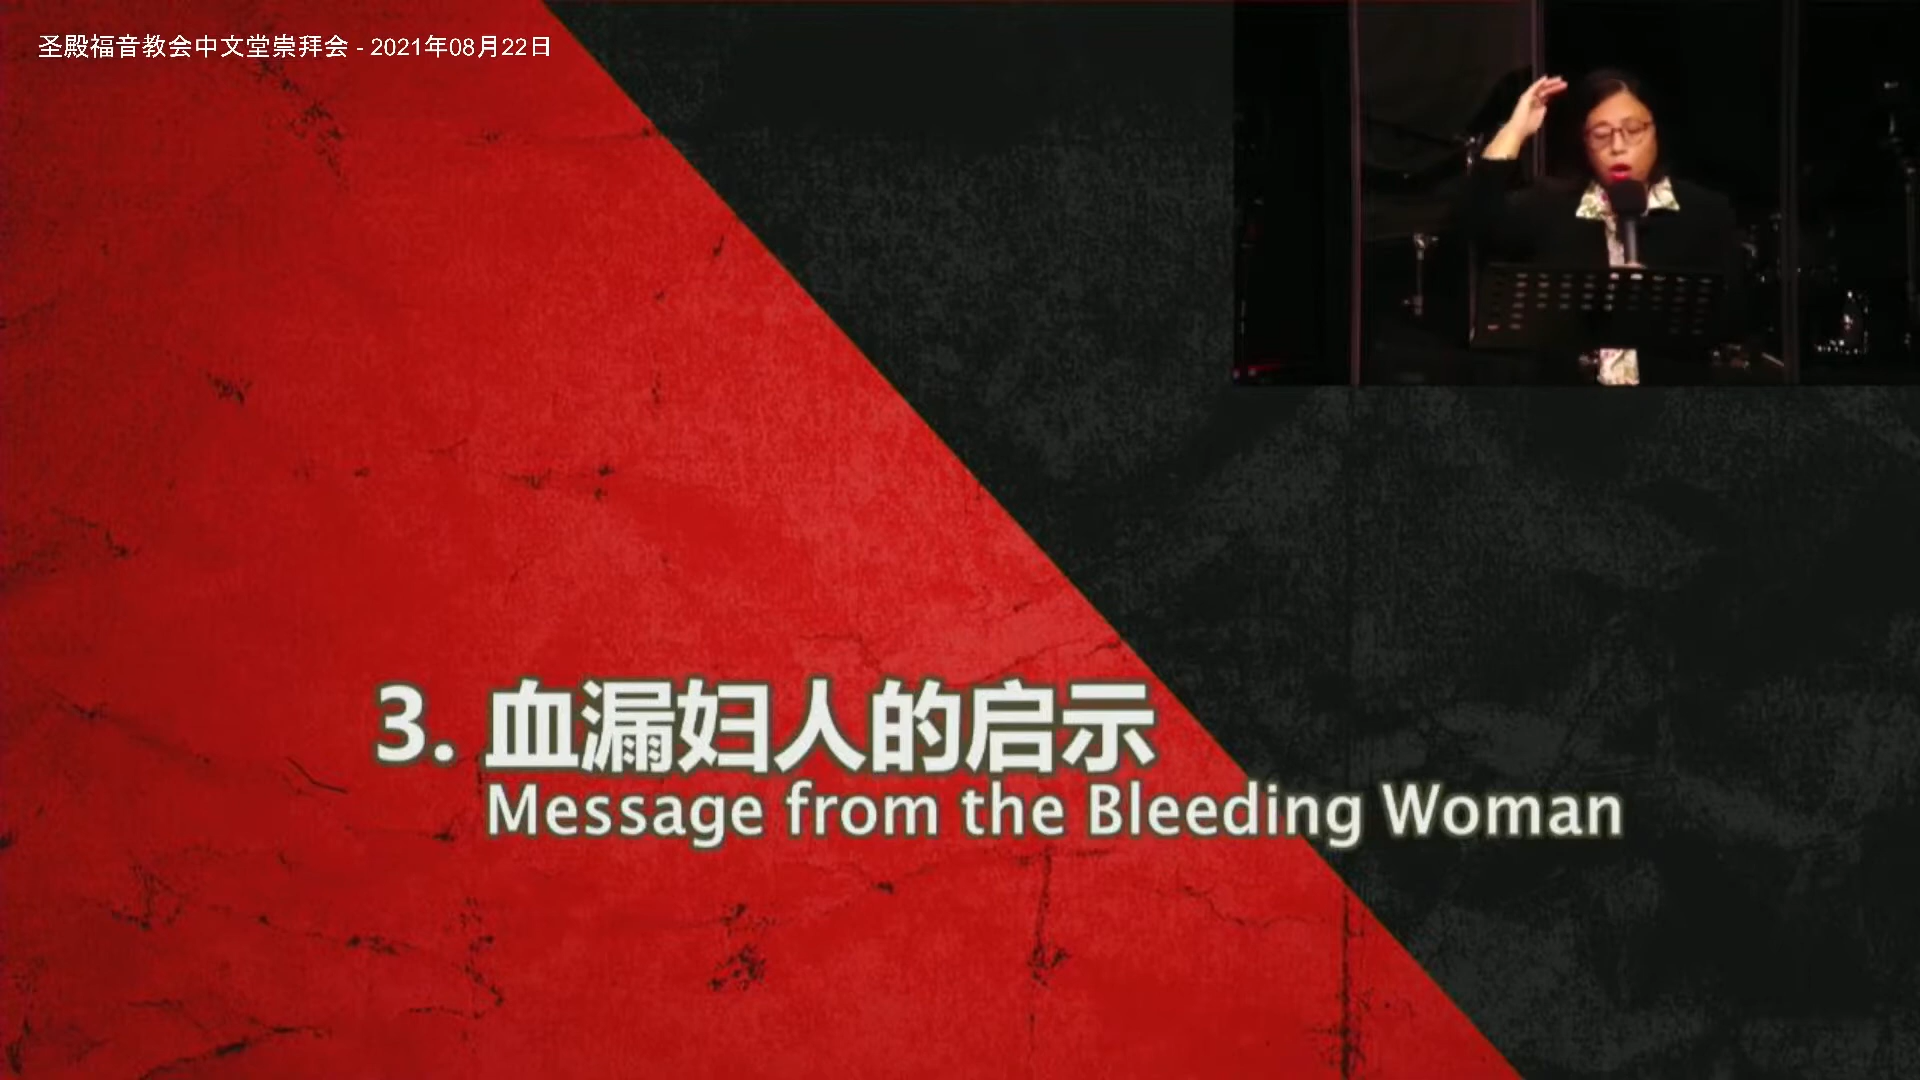 圣殿福音教会中文堂崇拜会 - 2021年08月22日
3. 血漏妇人的启示
Message from the Bleeding Woman